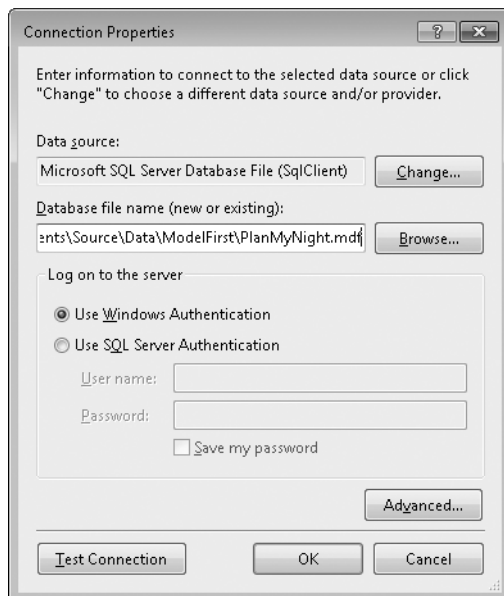 Connection Properties
Enter information to connect to the selected data source or click
"Change" to choose a different data source and/or provider.
Data source:
Microsoft SQL Server Database File (SqlClient)
Change...
Database file name (new or existing):
ents\Source\Data\ModelFirst\PlanMyNight.mdf
Browse...
Log on to the server
Use Windows Authentication
Use SQL Server Authentication
User name:
Password:
Save my password
Advanced...
Test Connection
OK
Cancel